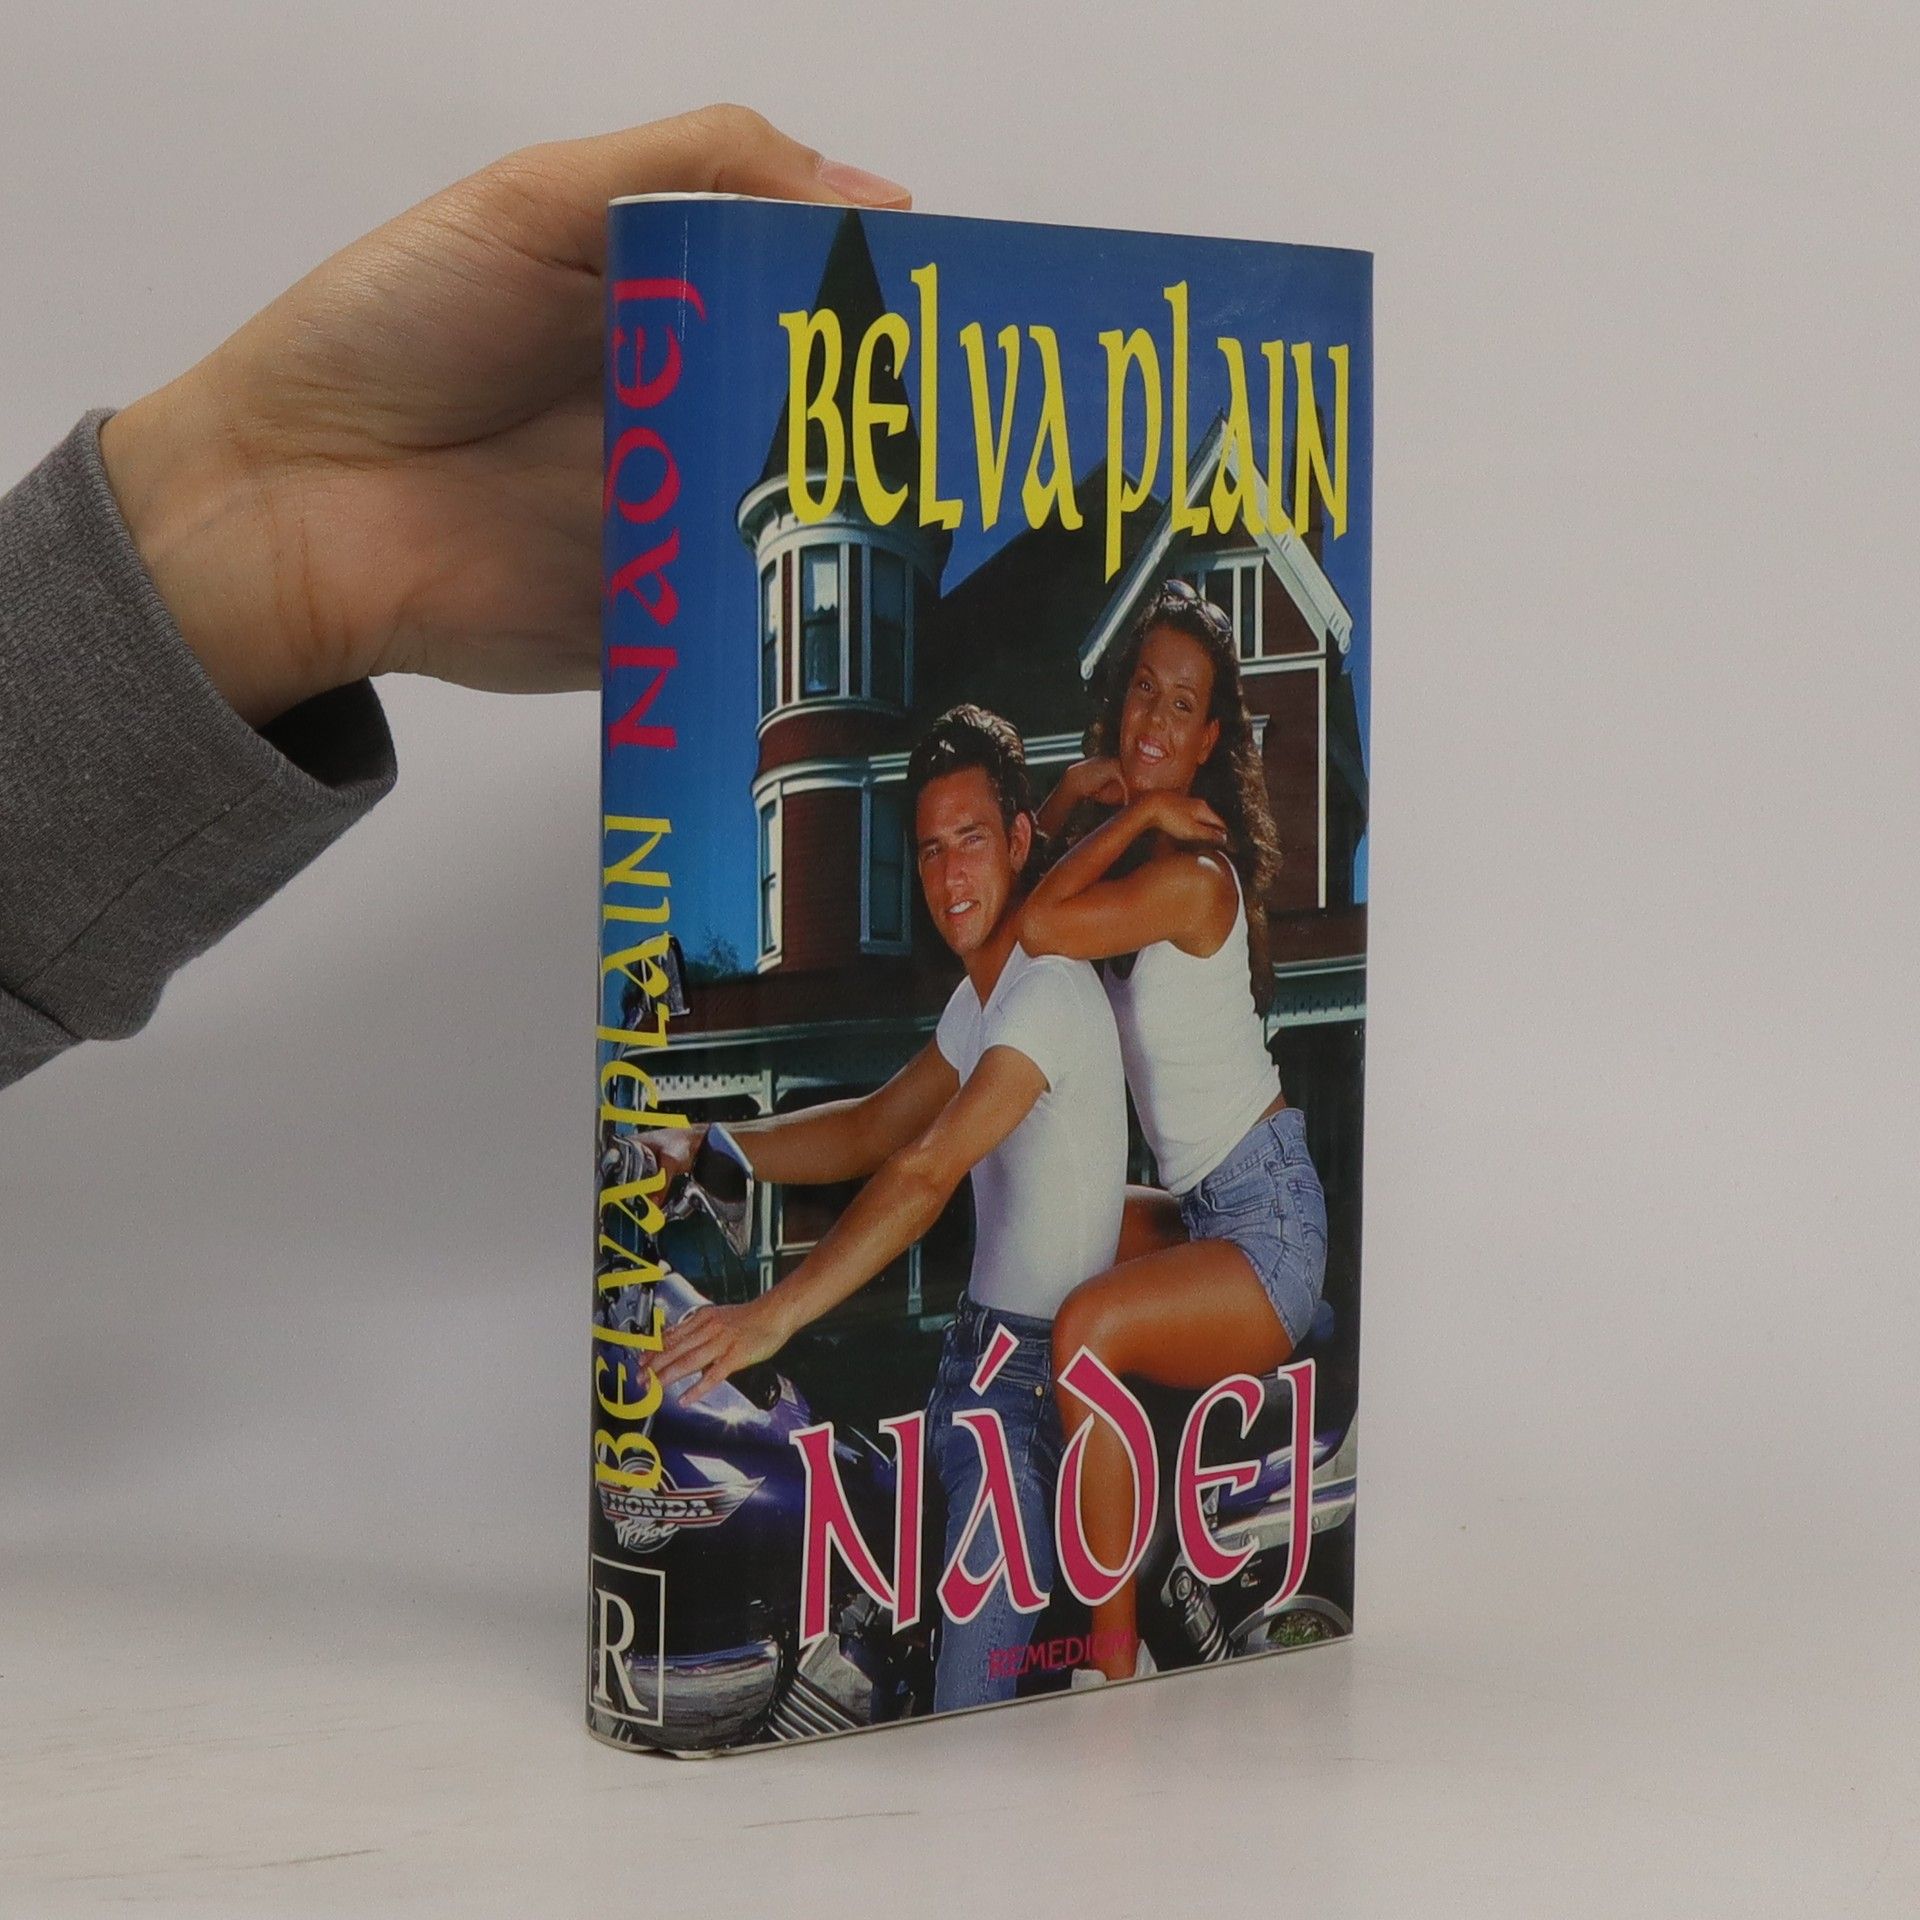 BELVA PLAIN
NÁDEJ
REMEDIUM
BELVA PLAIN NÁDEJ
HONDA
R